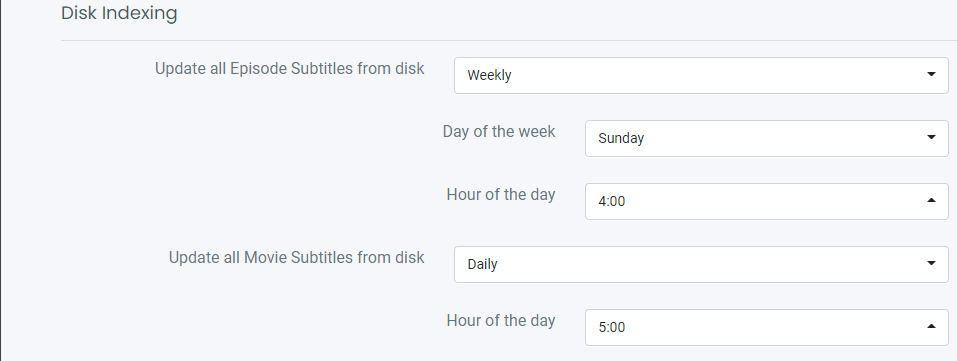 Disk Indexing
Update all Episode Subtitles from disk Weekly
Day of the week Sunday
Hour of the day 4:00
Update all Movie Subtitles from disk Daily
Hour of the day 5:00